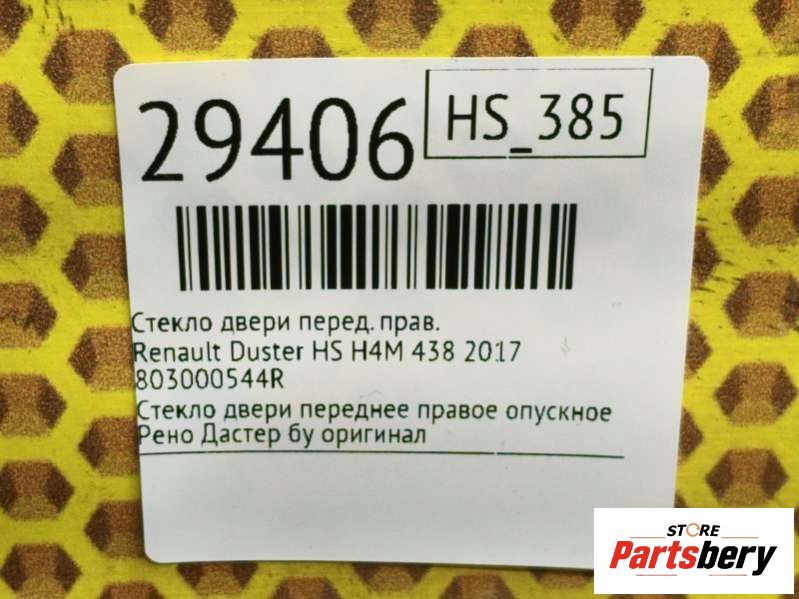 29406
HS_385
Стекло двери перед. прав.
Renault Duster HS H4M 438 2017
803000544R
Стекло двери переднее правое опускное
Рено Дастер бу оригинал
STORE
Partsbery